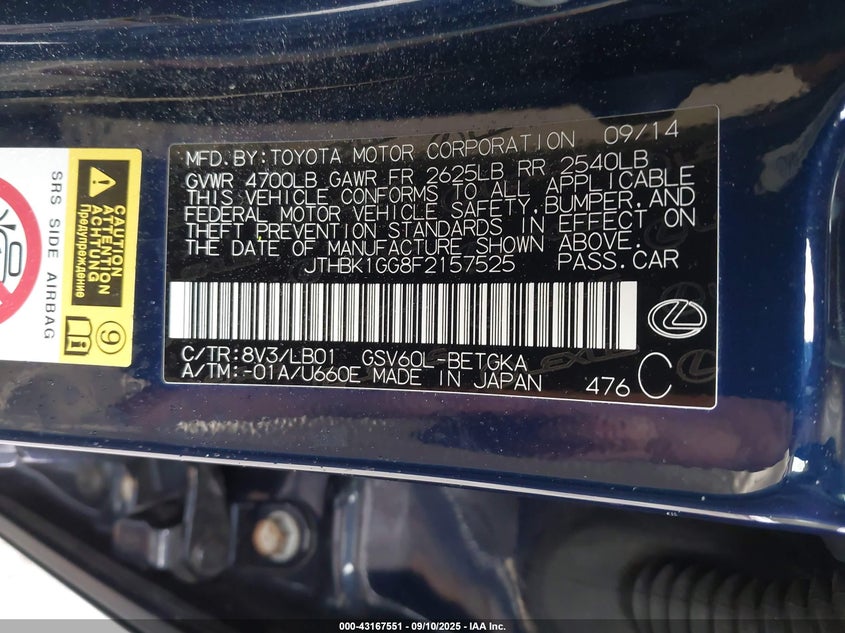 MFD.BY:TOYOTA MOTOR CORPORATION 09/14
GVWR 4700LB GAWR FR 2625LB RR 2540LB
THIS VEHICLE CONFORMS TO ALL APPLICABLE
FEDERAL MOTOR VEHICLE SAFETY,BUMPER,AND
THEFT PREVENTION STANDARDS IN EFFECT ON
THE DATE OF MANUFACTURE SHOWN ABOVE.
JTHBK1GG8F2157525 PASS.CAR
C/TR:8V3/LB01 GSV60L-BETGKA
A/TM:-01A/U660E MADE IN JAPAN 476 C
SRS SIDE AIRBAG
CAUTION
ATTENTION
ACHTUNG
Предупреждение
9
000-43167551 - 09/10/2025 - IAA Inc.